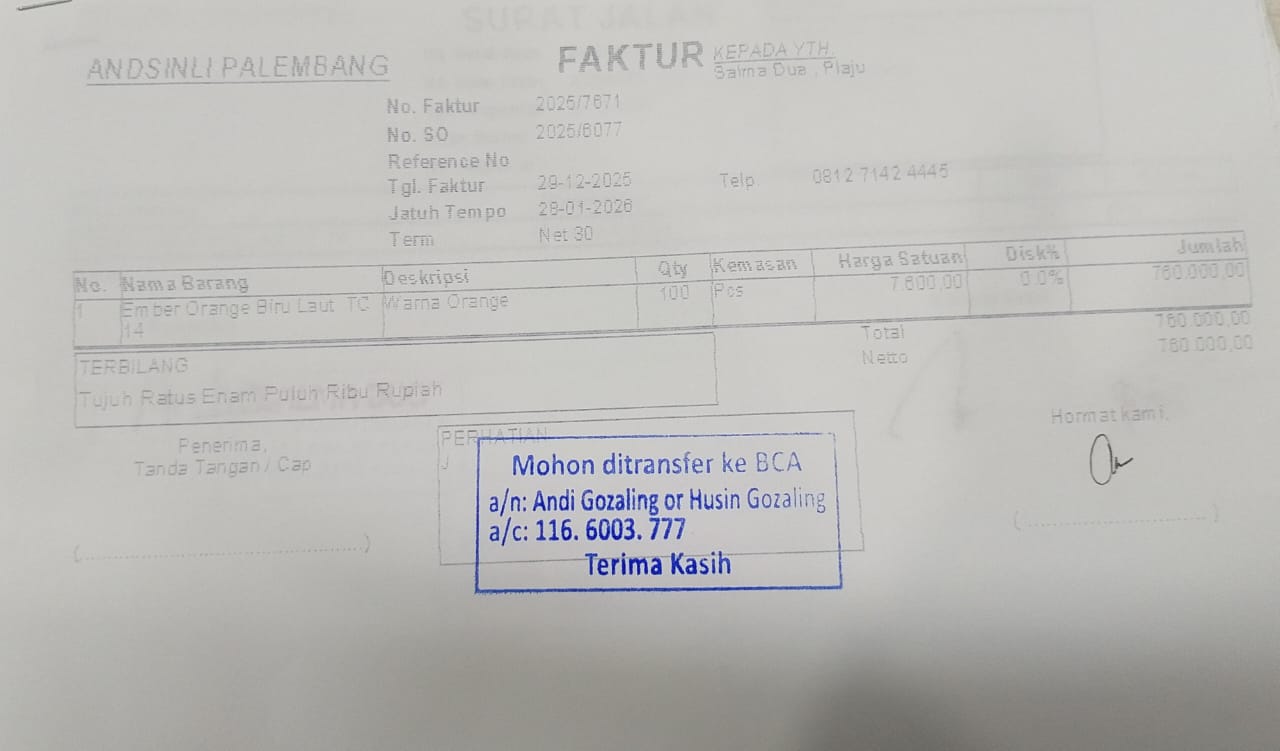 SURAT JALAN
ANDSINLI PALEMBANG
FAKTUR
KEPADA YTH.
Salma Dua , Plaju
No. Faktur 2025/7671
No. SO 2025/6077
Reference No
Tgl. Faktur 29-12-2025 Telp. 0812 7142 4445
Jatuh Tempo 28-01-2026
Term Net 30
No. Nama Barang Deskripsi Qty Kemasan Harga Satuan Disk% Jumlah
1 Ember Orange Biru Laut TC Warna Orange 100 Pcs 7.600,00 0.0% 760.000,00
14
Total 760.000,00
Netto 760.000,00
TERBILANG
Tujuh Ratus Enam Puluh Ribu Rupiah
Penerima,
Tanda Tangan / Cap
(..............................................)
PERHATIAN
Mohon ditransfer ke BCA
a/n: Andi Gozaling or Husin Gozaling
a/c: 116. 6003. 777
Terima Kasih
Hormat kami,
(..............................)